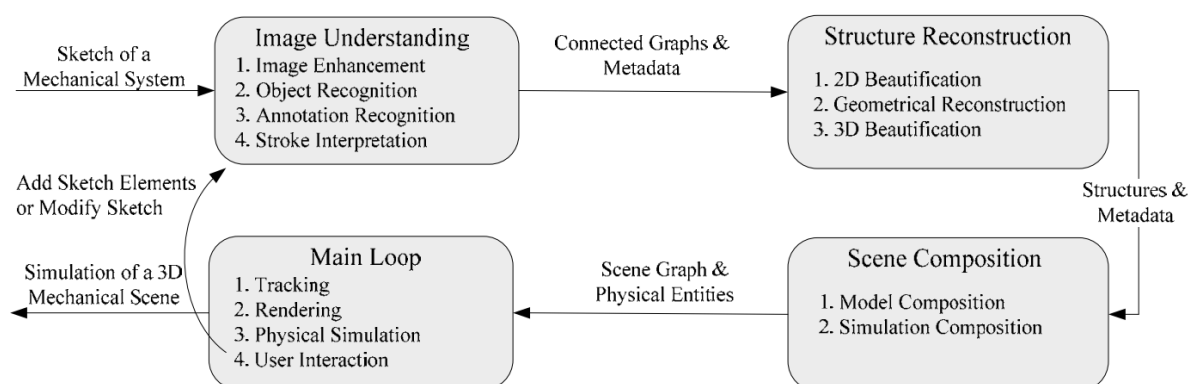 Sketch of a
Mechanical System
Image Understanding
1. Image Enhancement
2. Object Recognition
3. Annotation Recognition
4. Stroke Interpretation
Connected Graphs &
Metadata
Structure Reconstruction
1. 2D Beautification
2. Geometrical Reconstruction
3. 3D Beautification
Structures &
Metadata
Add Sketch Elements
or Modify Sketch
Simulation of a 3D
Mechanical Scene
Main Loop
1. Tracking
2. Rendering
3. Physical Simulation
4. User Interaction
Scene Graph &
Physical Entities
Scene Composition
1. Model Composition
2. Simulation Composition